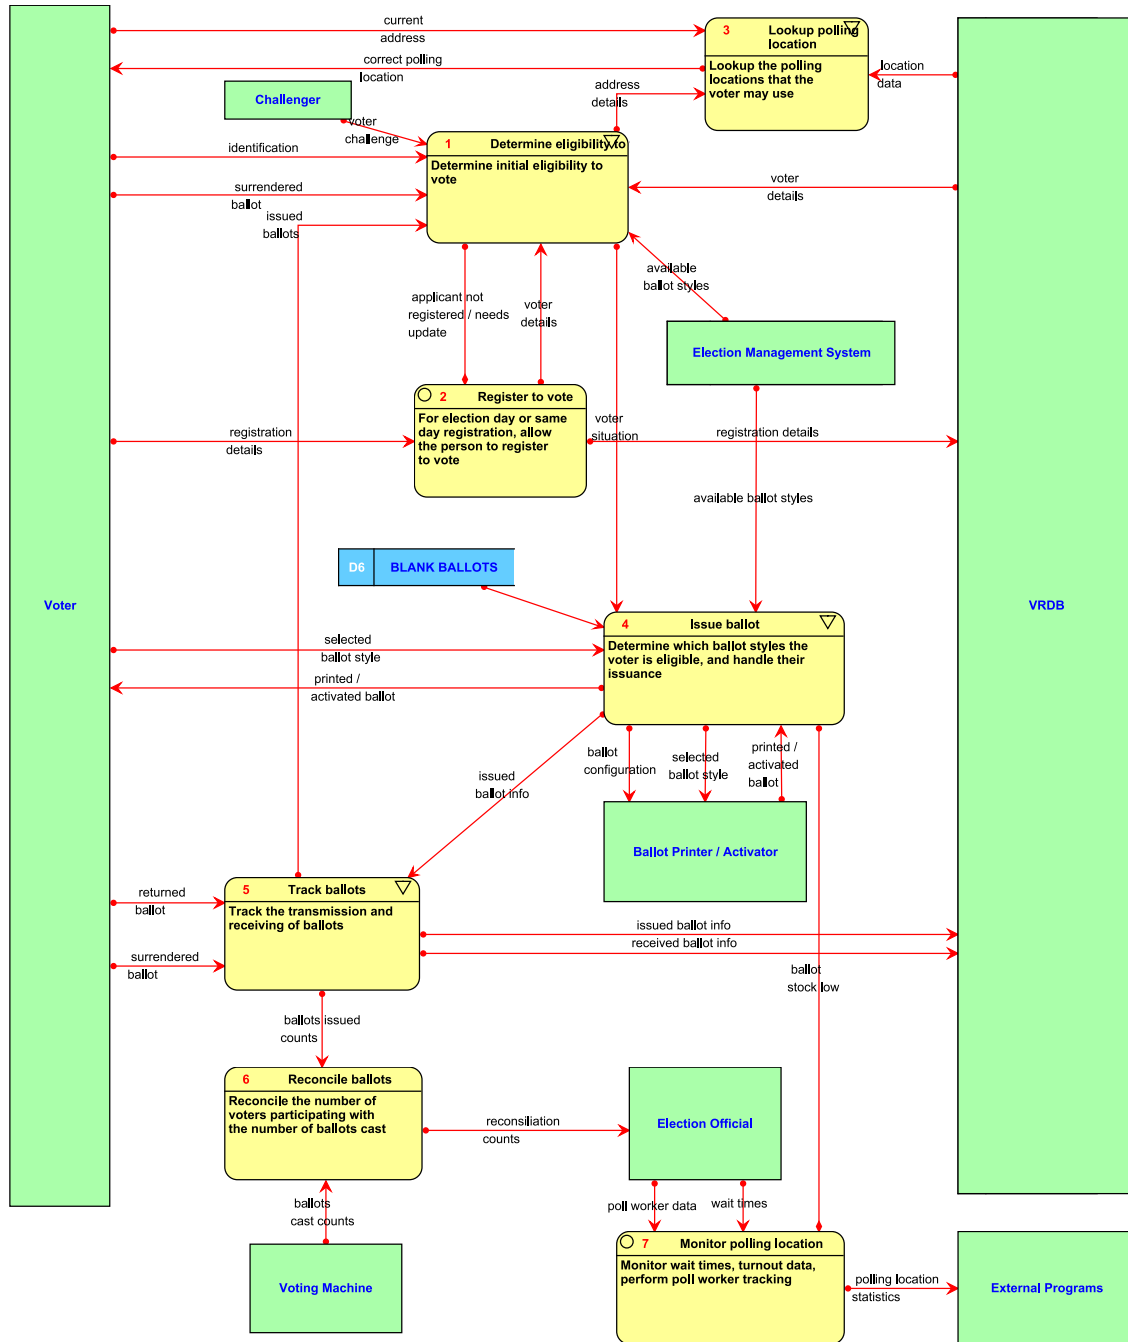 current
address
3 Lookup polling
location
Lookup the polling
locations that the
voter may use
correct polling
location
location
data
address
details
Challenger
voter
challenge
1 Determine eligibility to
Determine initial eligibility to
vote
identification
surrendered
ballot
issued
ballots
voter
details
available
ballot styles
applicant not
registered / needs
update
voter
details
Election Management System
2 Register to vote
For election day or same
day registration, allow
the person to register
to vote
registration
details
voter
situation
registration details
available ballot styles
D6 BLANK BALLOTS
Voter
VRDB
4 Issue ballot
Determine which ballot styles the
voter is eligible, and handle their
issuance
selected
ballot style
printed /
activated ballot
ballot
configuration
selected
ballot style
printed /
activated
ballot
issued
ballot info
Ballot Printer / Activator
5 Track ballots
Track the transmission and
receiving of ballots
returned
ballot
surrendered
ballot
issued ballot info
received ballot info
ballot
stock low
ballots issued
counts
6 Reconcile ballots
Reconcile the number of
voters participating with
the number of ballots cast
reconsiliation
counts
Election Official
ballots
cast counts
poll worker data
wait times
Voting Machine
7 Monitor polling location
Monitor wait times, turnout data,
perform poll worker tracking
polling location
statistics
External Programs